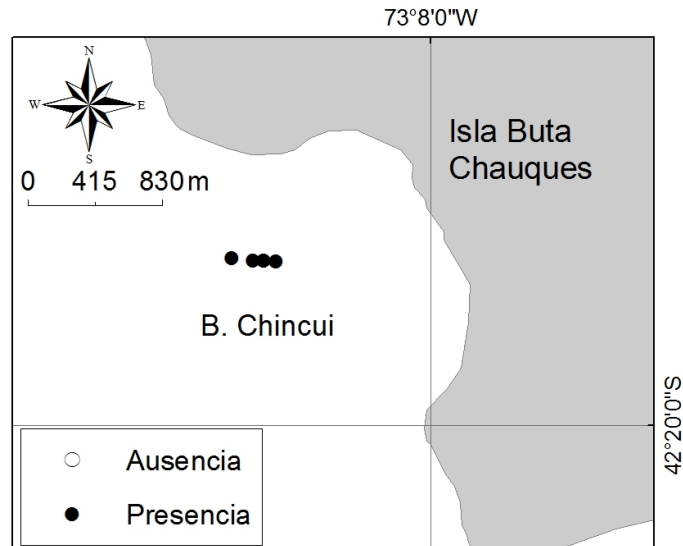 73°8'0"W
N
W E
S
Isla Buta
Chauques
0 415 830 m
B. Chincui
42°20'0"S
Ausencia
Presencia